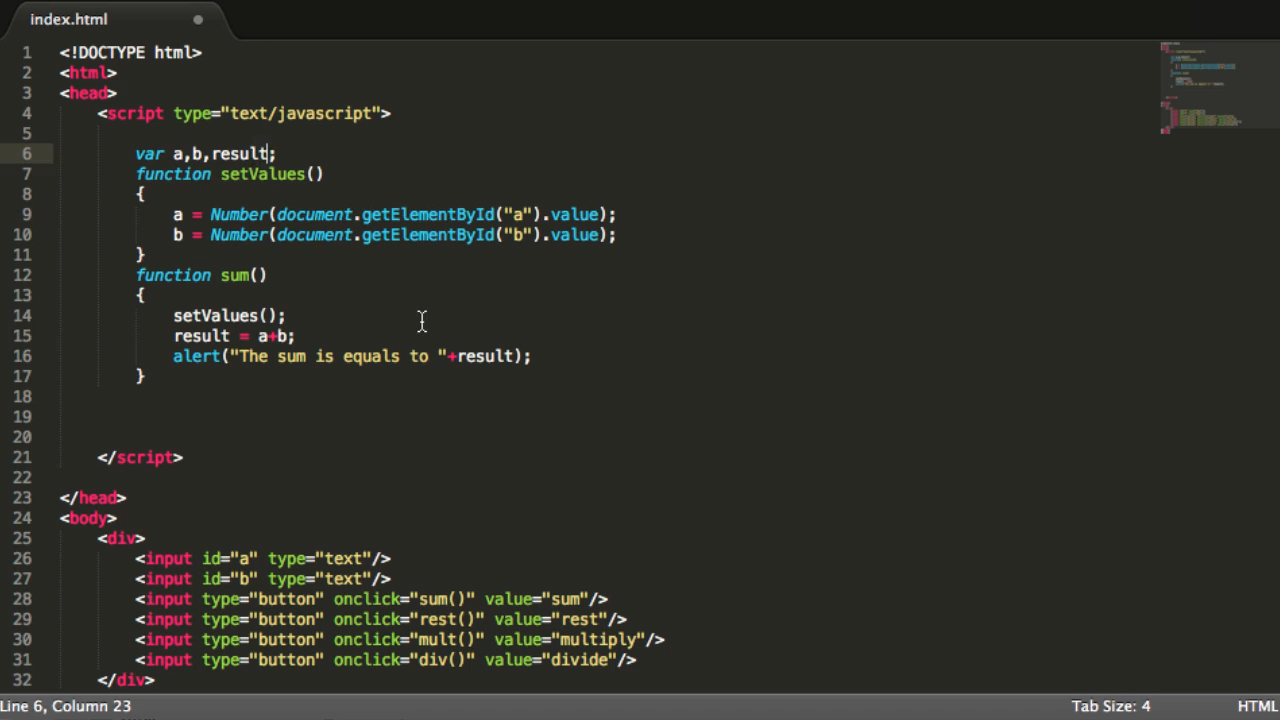 index.html
1 <!DOCTYPE html>
2 <html>
3 <head>
4 <script type="text/javascript">
5
6 var a,b,result;
7 function setValues()
8 {
9 a = Number(document.getElementById("a").value);
10 b = Number(document.getElementById("b").value);
11 }
12 function sum()
13 {
14 setValues();
15 result = a+b;
16 alert("The sum is equals to "+result);
17 }
18
19
20
21 </script>
22
23 </head>
24 <body>
25 <div>
26 <input id="a" type="text"/>
27 <input id="b" type="text"/>
28 <input type="button" onclick="sum()" value="sum"/>
29 <input type="button" onclick="rest()" value="rest"/>
30 <input type="button" onclick="mult()" value="multiply"/>
31 <input type="button" onclick="div()" value="divide"/>
32 </div>
Line 6, Column 23 Tab Size: 4 HTML